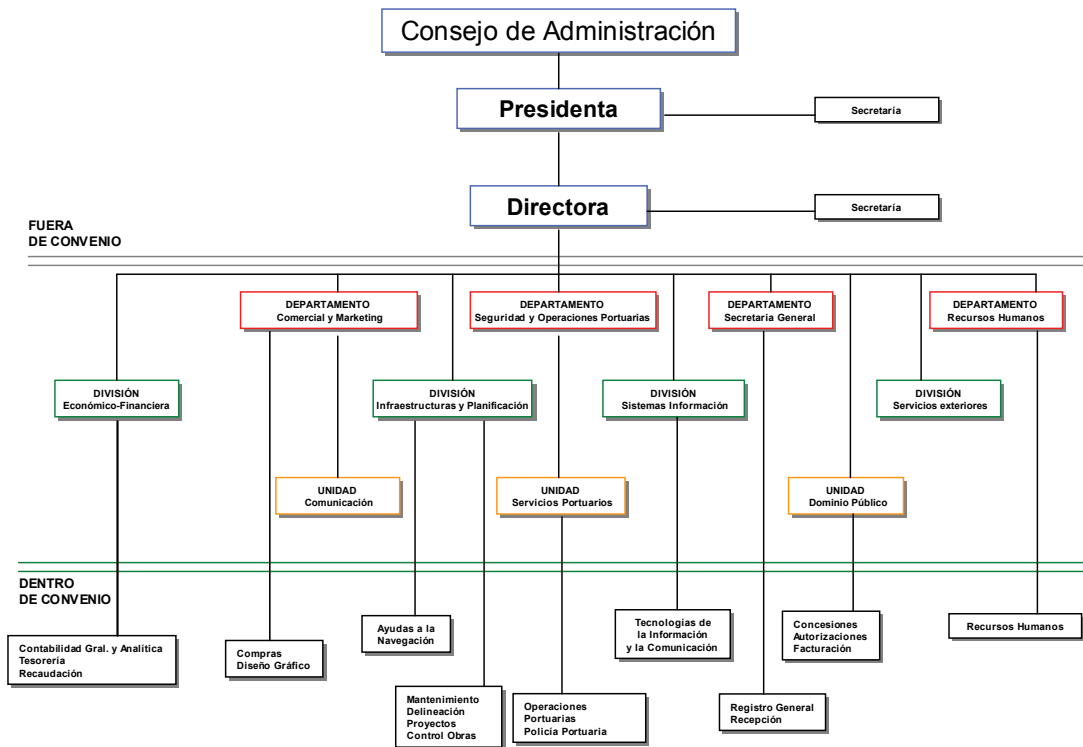 Consejo de Administración
Presidenta
Secretaría
Directora
Secretaría
FUERA
DE CONVENIO
DEPARTAMENTO
Comercial y Marketing
DEPARTAMENTO
Seguridad y Operaciones Portuarias
DEPARTAMENTO
Secretaria General
DEPARTAMENTO
Recursos Humanos
DIVISIÓN
Económico-Financiera
DIVISIÓN
Infraestructuras y Planificación
DIVISIÓN
Sistemas Información
DIVISIÓN
Servicios exteriores
UNIDAD
Comunicación
UNIDAD
Servicios Portuarios
UNIDAD
Dominio Público
DENTRO
DE CONVENIO
Contabilidad Gral. y Analítica
Tesorería
Recaudación
Compras
Diseño Gráfico
Ayudas a la
Navegación
Mantenimiento
Delineación
Proyectos
Control Obras
Operaciones
Portuarias
Policía Portuaria
Tecnologías de
la Información
y la Comunicación
Registro General
Recepción
Concesiones
Autorizaciones
Facturación
Recursos Humanos